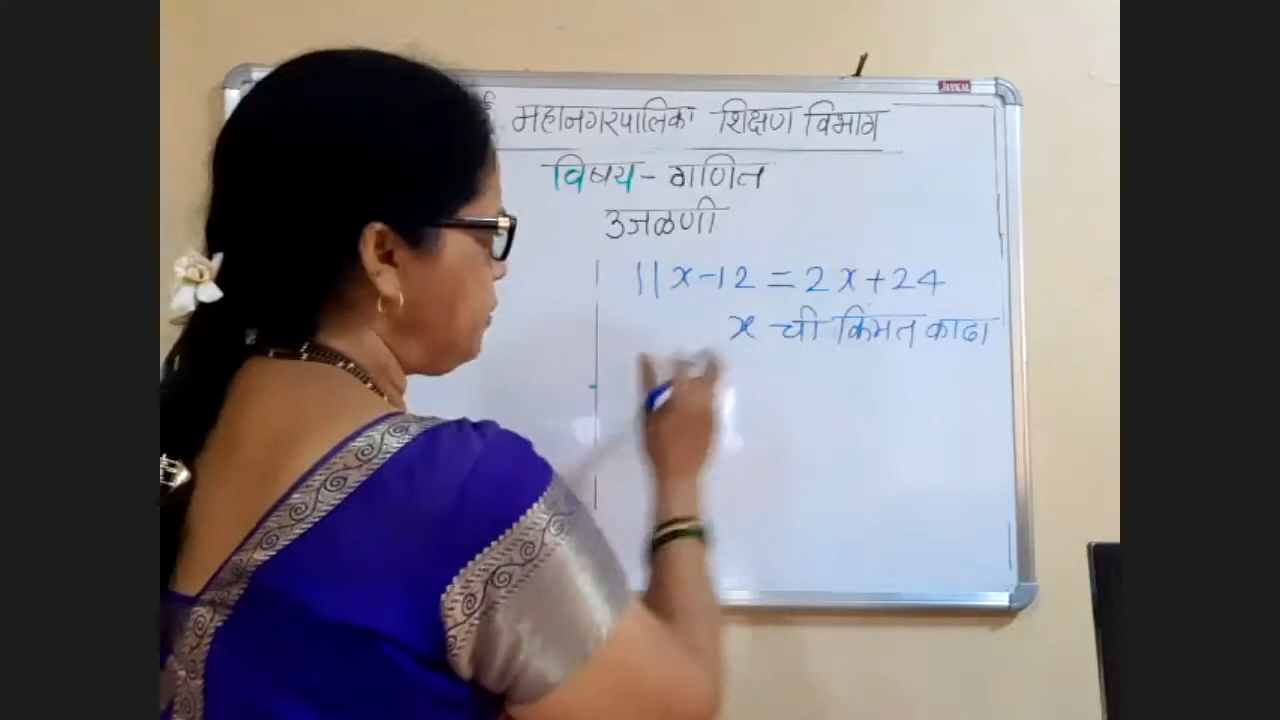 महानगरपालिका शिक्षण विभाग
विषय - गणित
उजळणी
11x-12 = 2x+24
x ची किंमत काढा